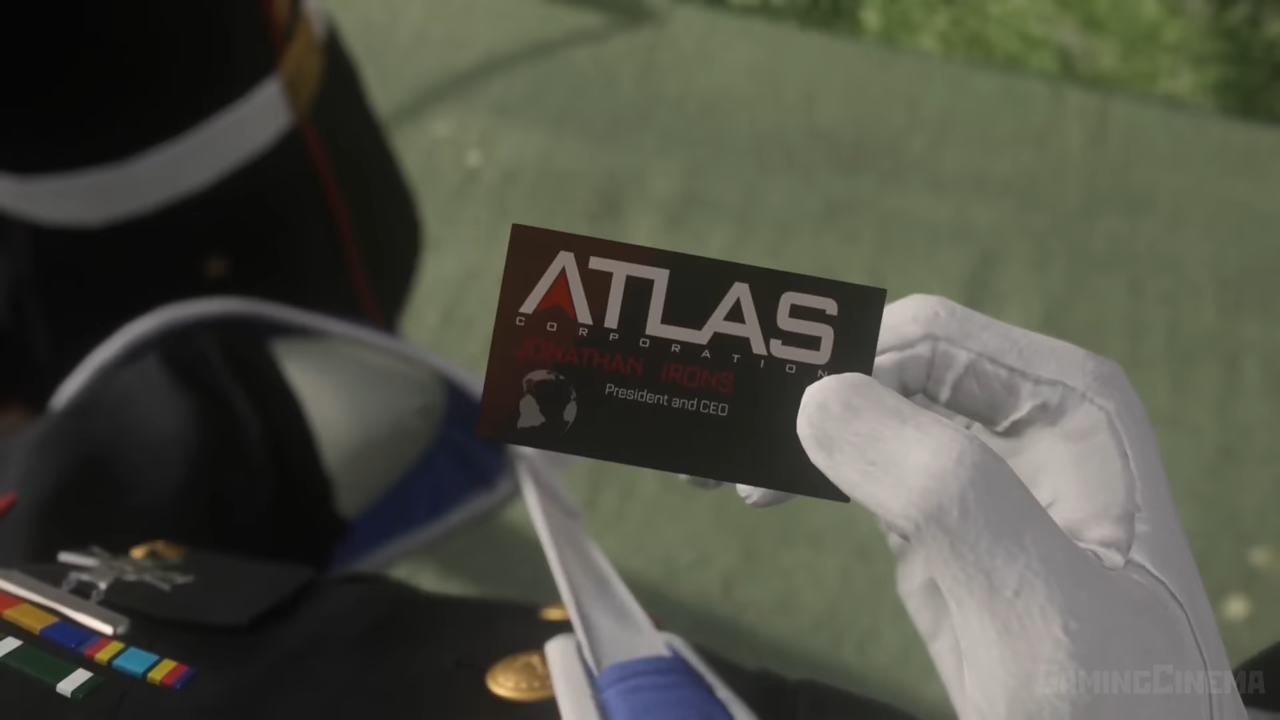 ATLAS
CORPORATION
JONATHAN IRONS
President and CEO
GAMINGCINEMA